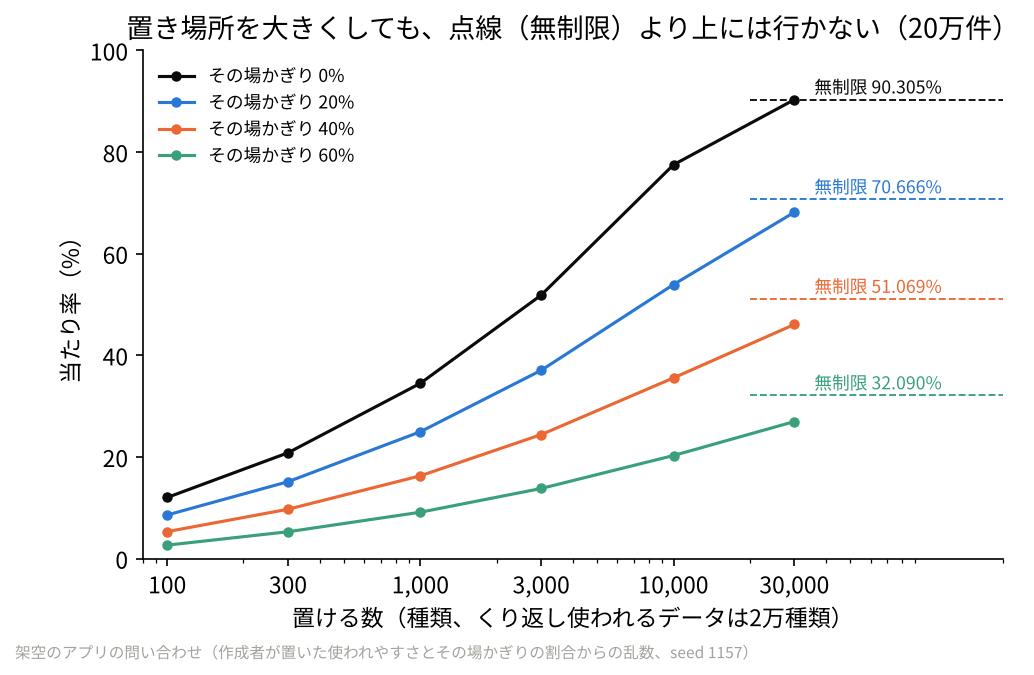 置き場所を大きくしても、点線（無制限）より上には行かない（20万件）
100
80
60
40
20
0
当たり率（%）
その場かぎり 0%
その場かぎり 20%
その場かぎり 40%
その場かぎり 60%
無制限 90.305%
無制限 70.666%
無制限 51.069%
無制限 32.090%
100 300 1,000 3,000 10,000 30,000
置ける数（種類、くり返し使われるデータは2万種類）
架空のアプリの問い合わせ（作成者が置いた使われやすさとその場かぎりの割合からの乱数、seed 1157）